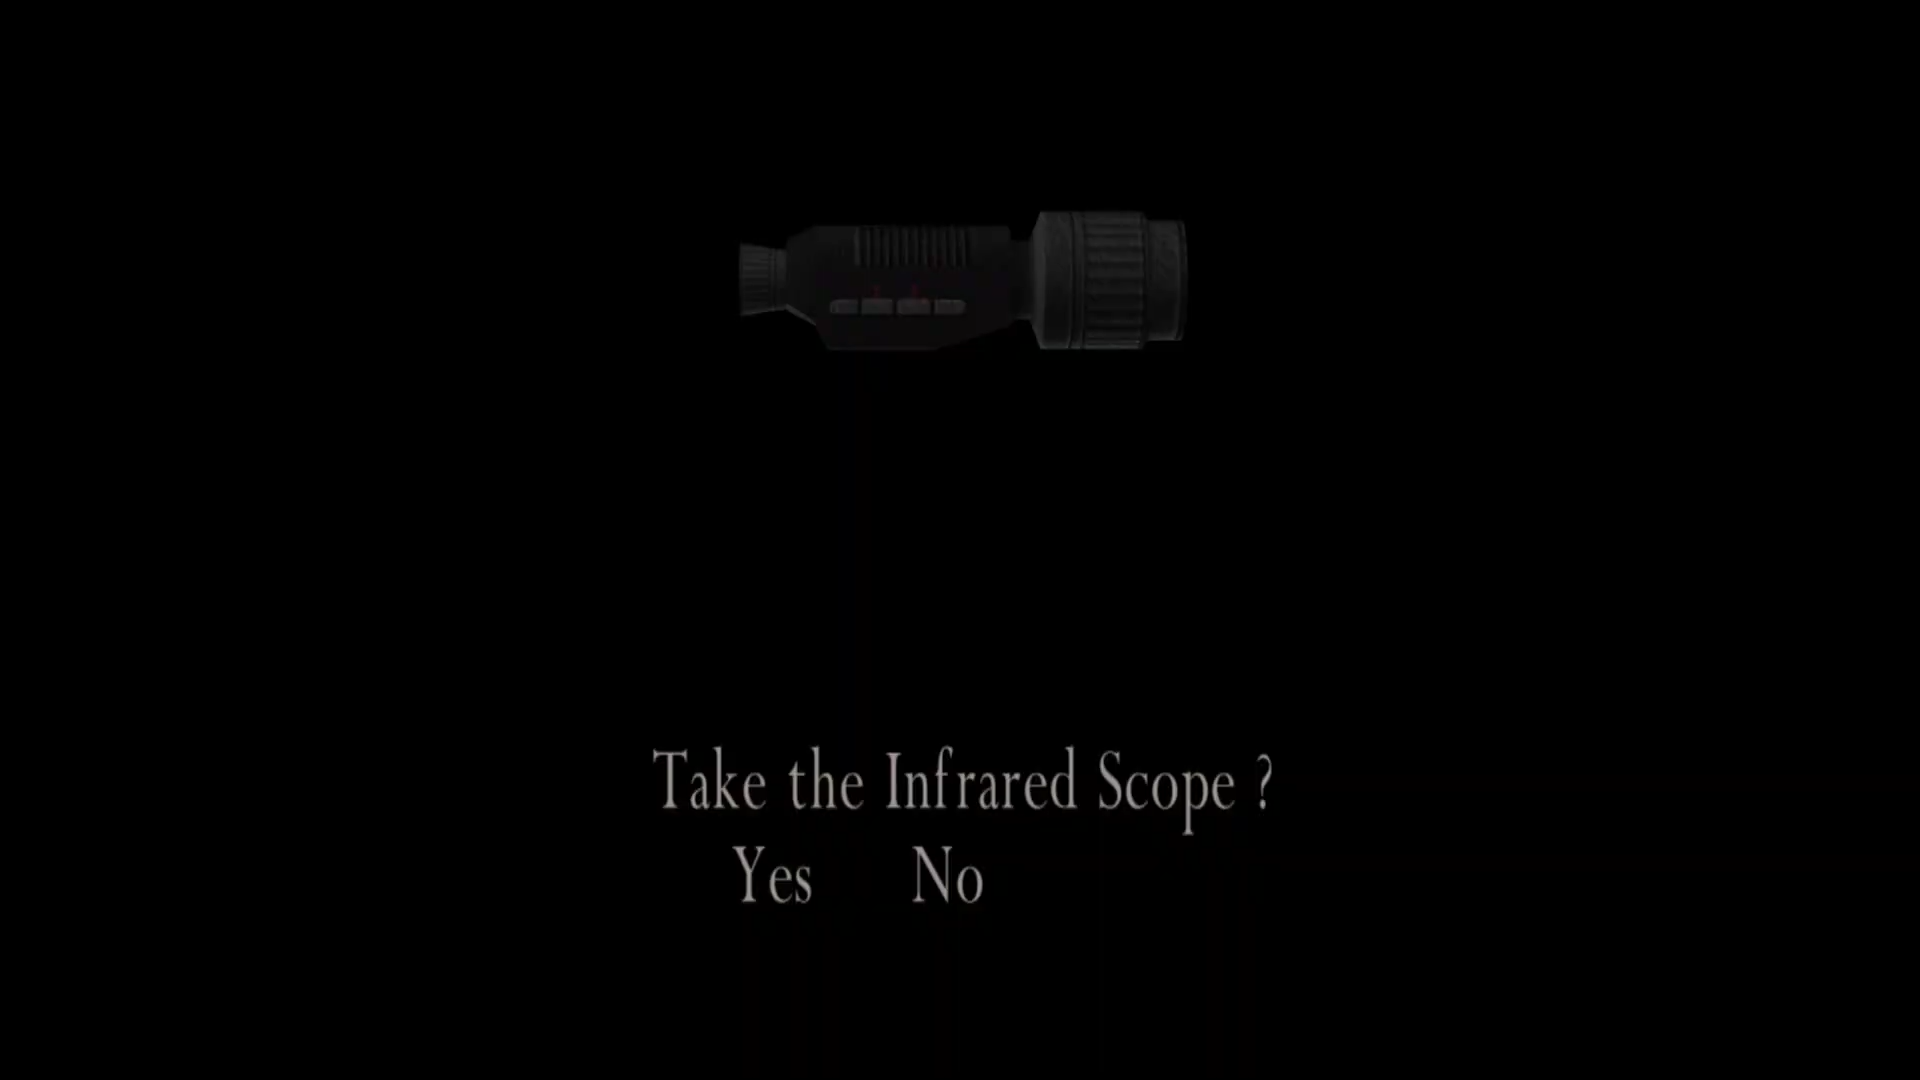 Take the Infrared Scope ?
Yes No